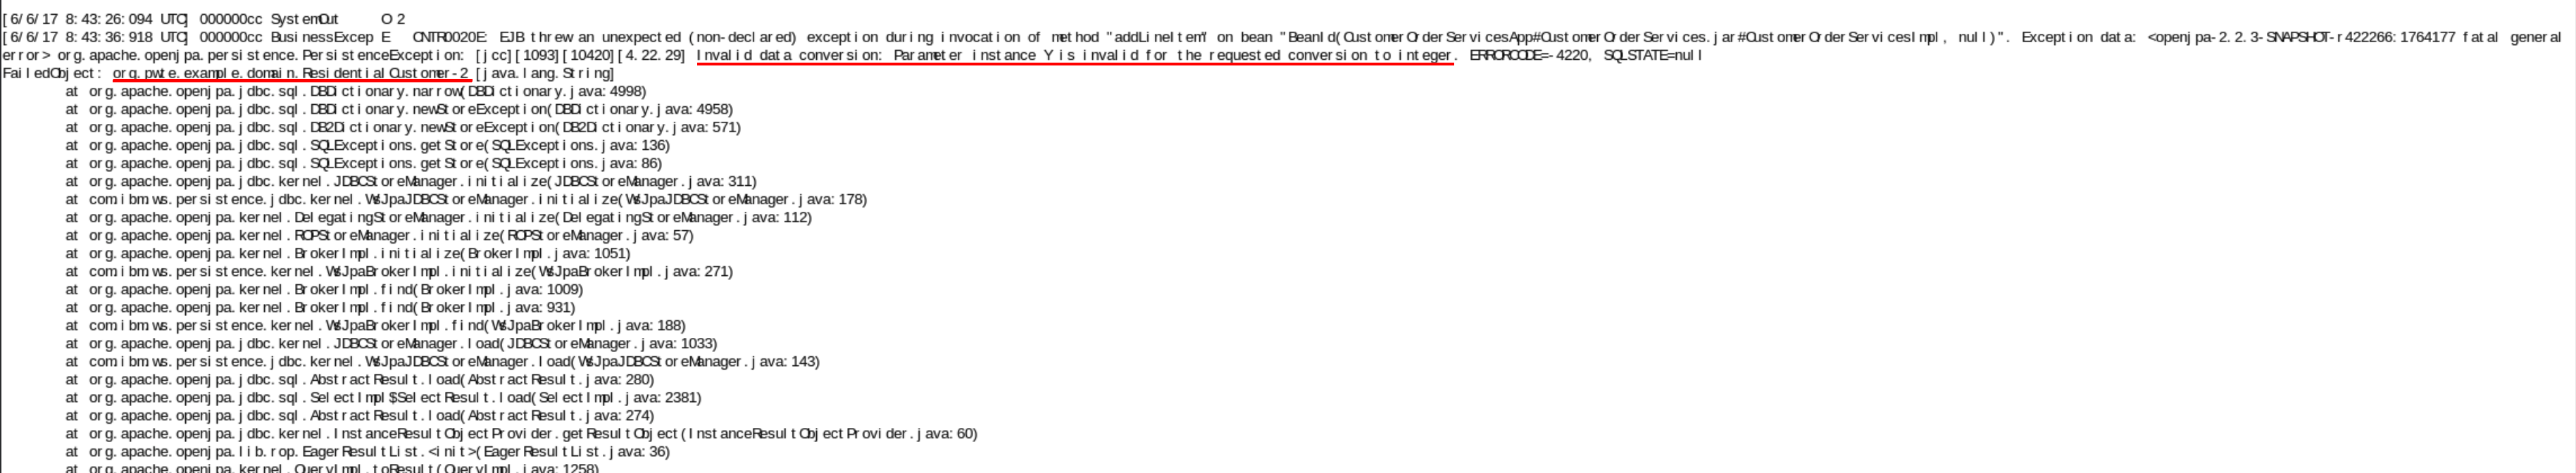 [6/6/17 8:43:26:094 UTC] 000000cc SystemOut O 2
[6/6/17 8:43:36:918 UTC] 000000cc BusinessExcep E CNTR0020E: EJB threw an unexpected (non-declared) exception during invocation of method "addLineItem" on bean "BeanId(CustomerOrderServicesApp#CustomerOrderServices.jar#CustomerOrderServicesImpl, null)". Exception data: <openjpa-2.2.3-SNAPSHOT-r422266:1764177 fatal general
error> org.apache.openjpa.persistence.PersistenceException: [jcc][1093][10420][4.22.29] Invalid data conversion: Parameter instance Y is invalid for the requested conversion to integer. ERRORCODE=-4220, SQLSTATE=null
FailedObject: org.pwte.example.domain.ResidentialCustomer-2 [java.lang.String]
at org.apache.openjpa.jdbc.sql.DBDictionary.narrow(DBDictionary.java:4998)
at org.apache.openjpa.jdbc.sql.DBDictionary.newStoreException(DBDictionary.java:4958)
at org.apache.openjpa.jdbc.sql.DB2Dictionary.newStoreException(DB2Dictionary.java:571)
at org.apache.openjpa.jdbc.sql.SQLExceptions.getStore(SQLExceptions.java:136)
at org.apache.openjpa.jdbc.sql.SQLExceptions.getStore(SQLExceptions.java:86)
at org.apache.openjpa.jdbc.kernel.JDBCStoreManager.initialize(JDBCStoreManager.java:311)
at com.ibm.ws.persistence.jdbc.kernel.WsJpaJDBCStoreManager.initialize(WsJpaJDBCStoreManager.java:178)
at org.apache.openjpa.kernel.DelegatingStoreManager.initialize(DelegatingStoreManager.java:112)
at org.apache.openjpa.kernel.ROPStoreManager.initialize(ROPStoreManager.java:57)
at org.apache.openjpa.kernel.BrokerImpl.initialize(BrokerImpl.java:1051)
at com.ibm.ws.persistence.kernel.WsJpaBrokerImpl.initialize(WsJpaBrokerImpl.java:271)
at org.apache.openjpa.kernel.BrokerImpl.find(BrokerImpl.java:1009)
at org.apache.openjpa.kernel.BrokerImpl.find(BrokerImpl.java:931)
at com.ibm.ws.persistence.kernel.WsJpaBrokerImpl.find(WsJpaBrokerImpl.java:188)
at org.apache.openjpa.jdbc.kernel.JDBCStoreManager.load(JDBCStoreManager.java:1033)
at com.ibm.ws.persistence.jdbc.kernel.WsJpaJDBCStoreManager.load(WsJpaJDBCStoreManager.java:143)
at org.apache.openjpa.jdbc.sql.AbstractResult.load(AbstractResult.java:280)
at org.apache.openjpa.jdbc.sql.SelectImpl$SelectResult.load(SelectImpl.java:2381)
at org.apache.openjpa.jdbc.sql.AbstractResult.load(AbstractResult.java:274)
at org.apache.openjpa.jdbc.kernel.InstanceResultObjectProvider.getResultObject(InstanceResultObjectProvider.java:60)
at org.apache.openjpa.lib.rop.EagerResultList.<init>(EagerResultList.java:36)
at org.apache.openjpa.kernel.QueryImpl.toResult(QueryImpl.java:1258)